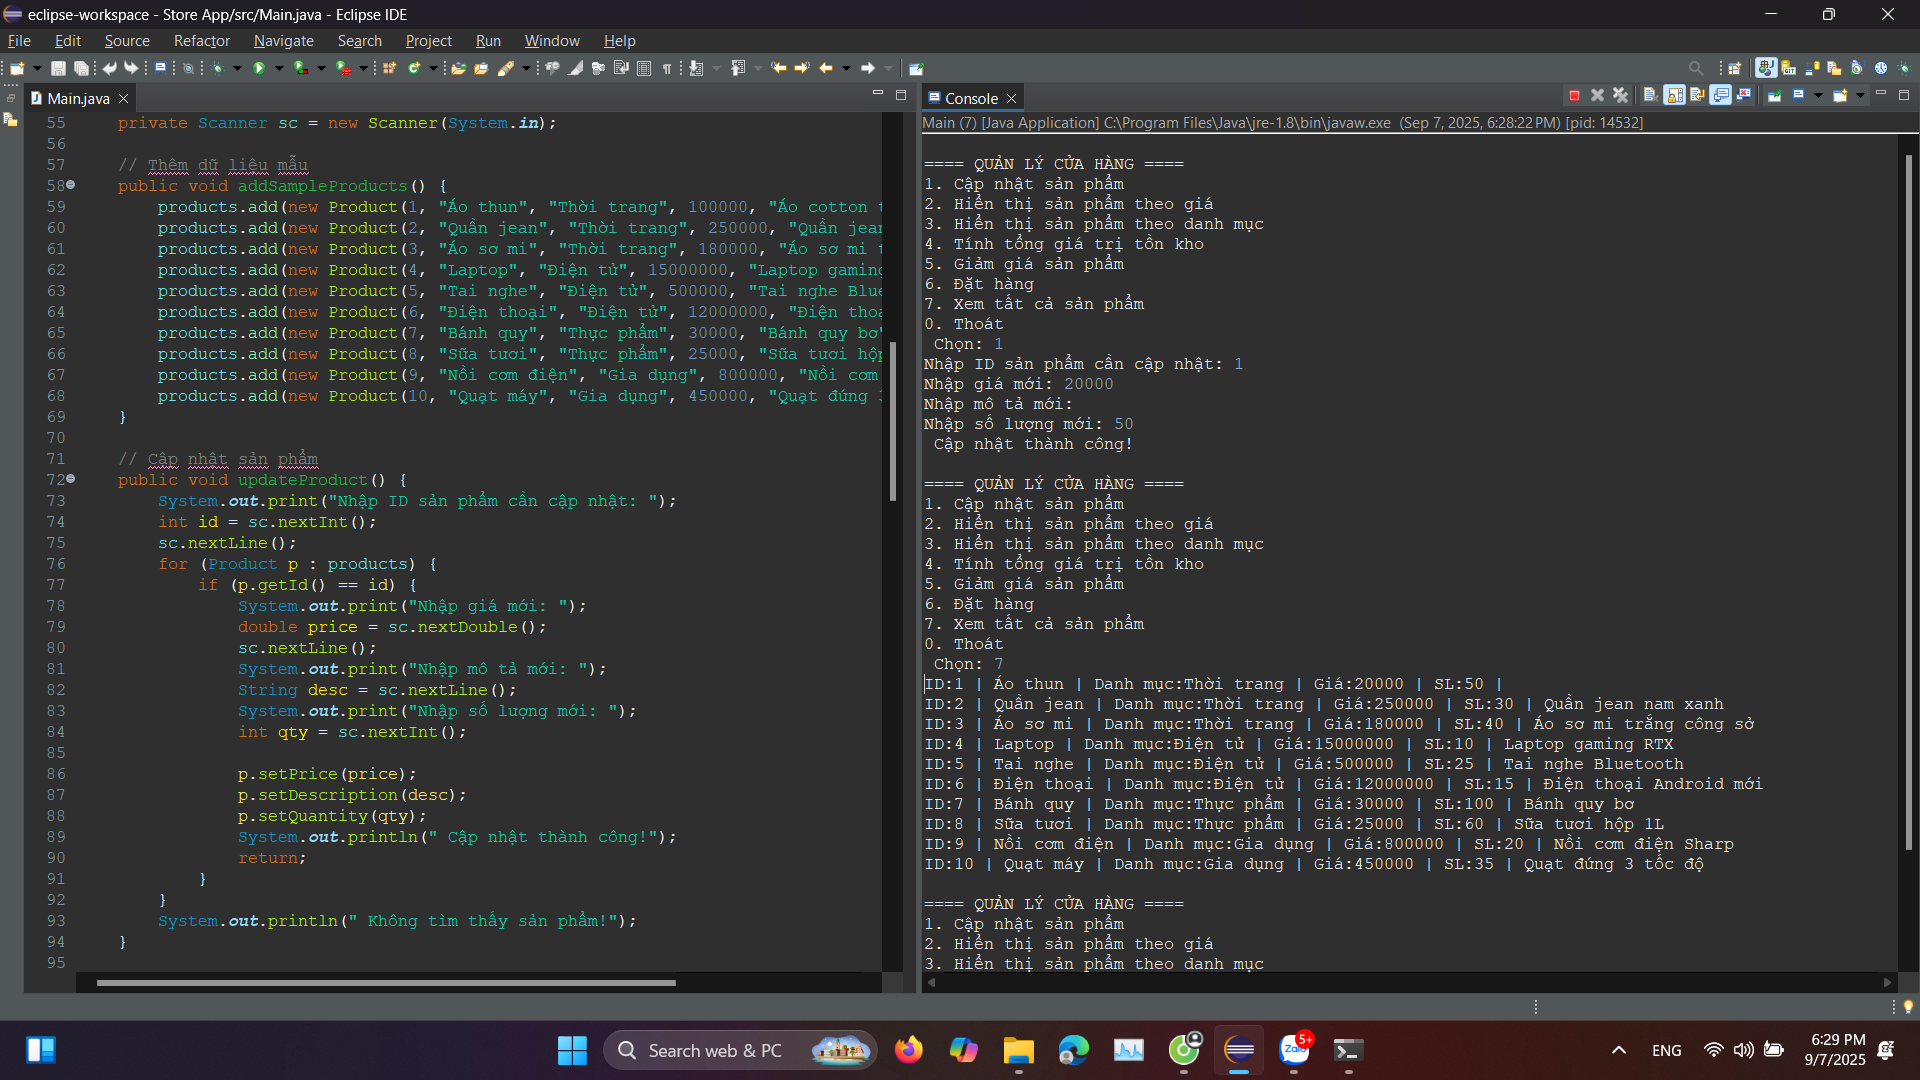 eclipse-workspace - Store App/src/Main.java - Eclipse IDE
File Edit Source Refactor Navigate Search Project Run Window Help
Main.java
55 private Scanner sc = new Scanner(System.in);
56
57 // Thêm dữ liệu mẫu
58 public void addSampleProducts() {
59 products.add(new Product(1, "Áo thun", "Thời trang", 100000, "Áo cotton t
60 products.add(new Product(2, "Quần jean", "Thời trang", 250000, "Quần jean
61 products.add(new Product(3, "Áo sơ mi", "Thời trang", 180000, "Áo sơ mi t
62 products.add(new Product(4, "Laptop", "Điện tử", 15000000, "Laptop gaming
63 products.add(new Product(5, "Tai nghe", "Điện tử", 500000, "Tai nghe Blue
64 products.add(new Product(6, "Điện thoại", "Điện tử", 12000000, "Điện thoạ
65 products.add(new Product(7, "Bánh quy", "Thực phẩm", 30000, "Bánh quy bơ"
66 products.add(new Product(8, "Sữa tươi", "Thực phẩm", 25000, "Sữa tươi hộp
67 products.add(new Product(9, "Nồi cơm điện", "Gia dụng", 800000, "Nồi cơm
68 products.add(new Product(10, "Quạt máy", "Gia dụng", 450000, "Quạt đứng 3
69 }
70
71 // Cập nhật sản phẩm
72 public void updateProduct() {
73 System.out.print("Nhập ID sản phẩm cần cập nhật: ");
74 int id = sc.nextInt();
75 sc.nextLine();
76 for (Product p : products) {
77 if (p.getId() == id) {
78 System.out.print("Nhập giá mới: ");
79 double price = sc.nextDouble();
80 sc.nextLine();
81 System.out.print("Nhập mô tả mới: ");
82 String desc = sc.nextLine();
83 System.out.print("Nhập số lượng mới: ");
84 int qty = sc.nextInt();
85
86 p.setPrice(price);
87 p.setDescription(desc);
88 p.setQuantity(qty);
89 System.out.println(" Cập nhật thành công!");
90 return;
91 }
92 }
93 System.out.println(" Không tìm thấy sản phẩm!");
94 }
95
Console
Main (7) [Java Application] C:\Program Files\Java\jre-1.8\bin\javaw.exe (Sep 7, 2025, 6:28:22 PM) [pid: 14532]
==== QUẢN LÝ CỬA HÀNG ====
1. Cập nhật sản phẩm
2. Hiển thị sản phẩm theo giá
3. Hiển thị sản phẩm theo danh mục
4. Tính tổng giá trị tồn kho
5. Giảm giá sản phẩm
6. Đặt hàng
7. Xem tất cả sản phẩm
0. Thoát
Chọn: 1
Nhập ID sản phẩm cần cập nhật: 1
Nhập giá mới: 20000
Nhập mô tả mới:
Nhập số lượng mới: 50
Cập nhật thành công!
==== QUẢN LÝ CỬA HÀNG ====
1. Cập nhật sản phẩm
2. Hiển thị sản phẩm theo giá
3. Hiển thị sản phẩm theo danh mục
4. Tính tổng giá trị tồn kho
5. Giảm giá sản phẩm
6. Đặt hàng
7. Xem tất cả sản phẩm
0. Thoát
Chọn: 7
ID:1 | Áo thun | Danh mục:Thời trang | Giá:20000 | SL:50 |
ID:2 | Quần jean | Danh mục:Thời trang | Giá:250000 | SL:30 | Quần jean nam xanh
ID:3 | Áo sơ mi | Danh mục:Thời trang | Giá:180000 | SL:40 | Áo sơ mi trắng công sở
ID:4 | Laptop | Danh mục:Điện tử | Giá:15000000 | SL:10 | Laptop gaming RTX
ID:5 | Tai nghe | Danh mục:Điện tử | Giá:500000 | SL:25 | Tai nghe Bluetooth
ID:6 | Điện thoại | Danh mục:Điện tử | Giá:12000000 | SL:15 | Điện thoại Android mới
ID:7 | Bánh quy | Danh mục:Thực phẩm | Giá:30000 | SL:100 | Bánh quy bơ
ID:8 | Sữa tươi | Danh mục:Thực phẩm | Giá:25000 | SL:60 | Sữa tươi hộp 1L
ID:9 | Nồi cơm điện | Danh mục:Gia dụng | Giá:800000 | SL:20 | Nồi cơm điện Sharp
ID:10 | Quạt máy | Danh mục:Gia dụng | Giá:450000 | SL:35 | Quạt đứng 3 tốc độ
==== QUẢN LÝ CỬA HÀNG ====
1. Cập nhật sản phẩm
2. Hiển thị sản phẩm theo giá
3. Hiển thị sản phẩm theo danh mục
Search web & PC
Zalo
5+
ENG
6:29 PM
9/7/2025